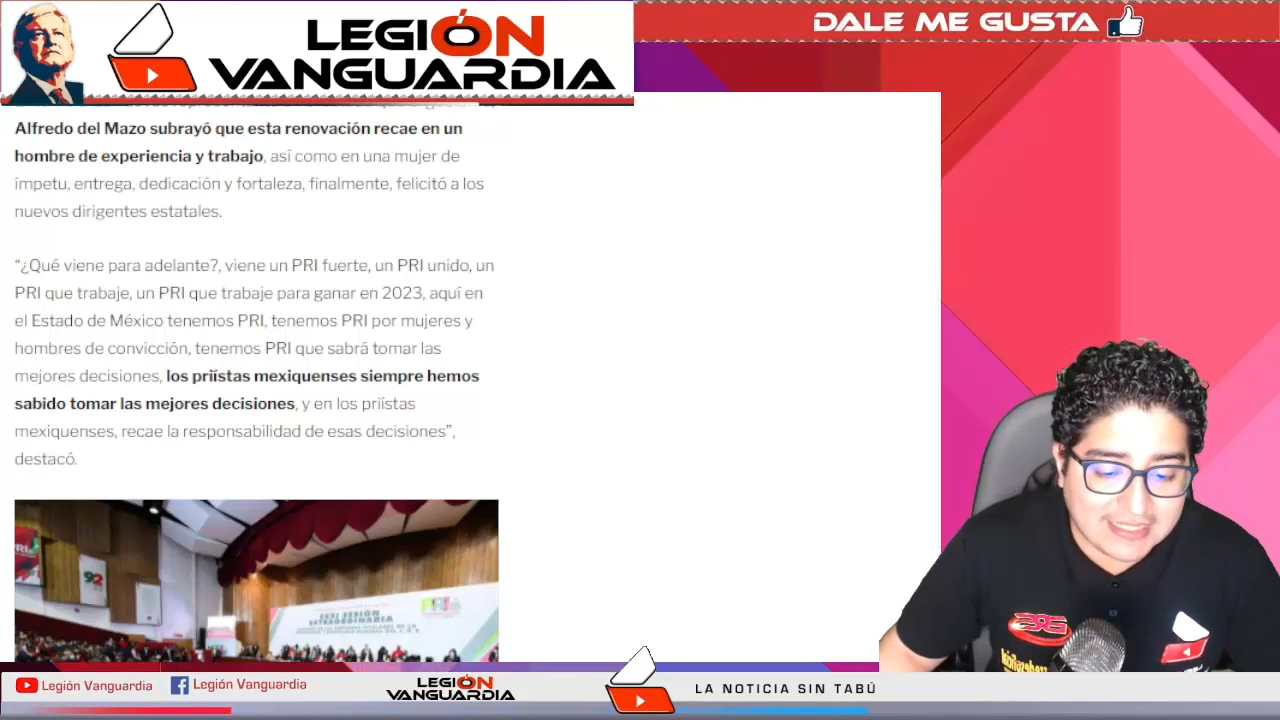 LEGIÓN
VANGUARDIA
DALE ME GUSTA
Alfredo del Mazo subrayó que esta renovación recae en un
hombre de experiencia y trabajo, así como en una mujer de
ímpetu, entrega, dedicación y fortaleza, finalmente, felicitó a los
nuevos dirigentes estatales.
“¿Qué viene para adelante?, viene un PRI fuerte, un PRI unido, un
PRI que trabaje, un PRI que trabaje para ganar en 2023, aquí en
el Estado de México tenemos PRI, tenemos PRI por mujeres y
hombres de convicción, tenemos PRI que sabrá tomar las
mejores decisiones, los priístas mexiquenses siempre hemos
sabido tomar las mejores decisiones, y en los priístas
mexiquenses, recae la responsabilidad de esas decisiones”,
destacó.
92
SESIÓN
EXTRAORDINARIA
Legión Vanguardia
Legión Vanguardia
LEGIÓN
VANGUARDIA
LA NOTICIA SIN TABÚ